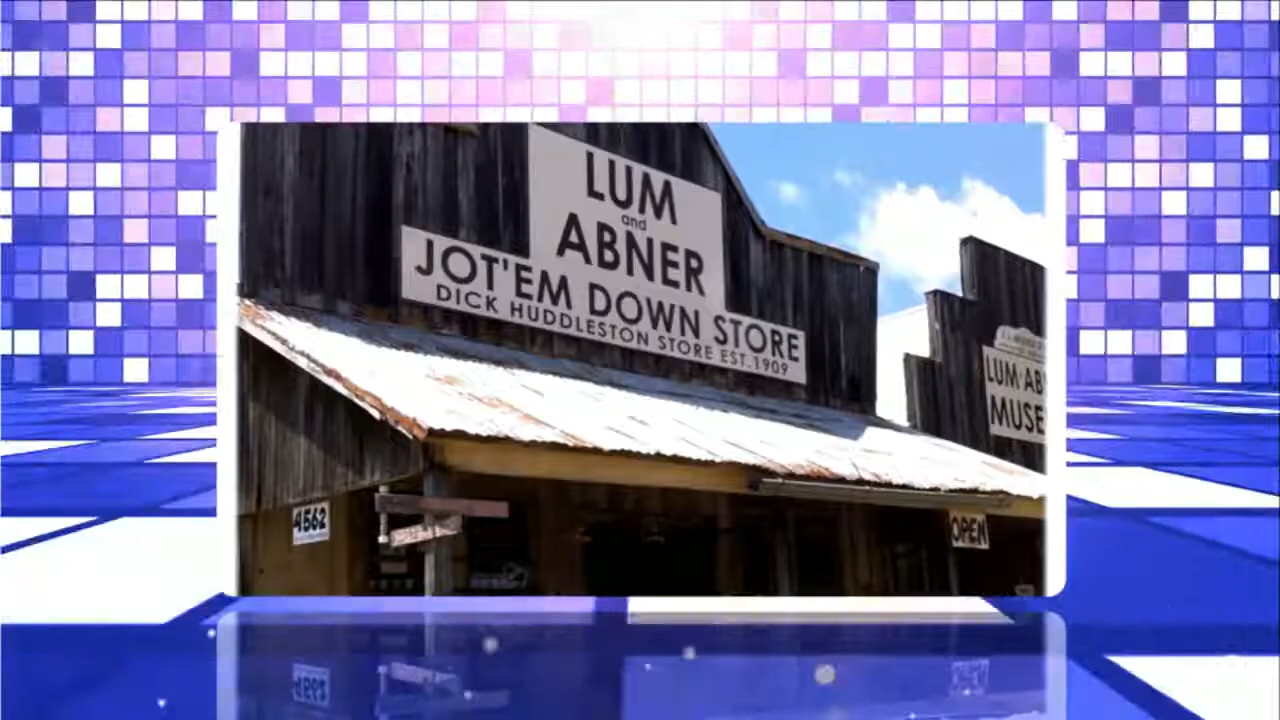 LUM
and
ABNER
JOT'EM DOWN STORE
DICK HUDDLESTON STORE EST. 1909
LUM
MUSE
4562
OPEN